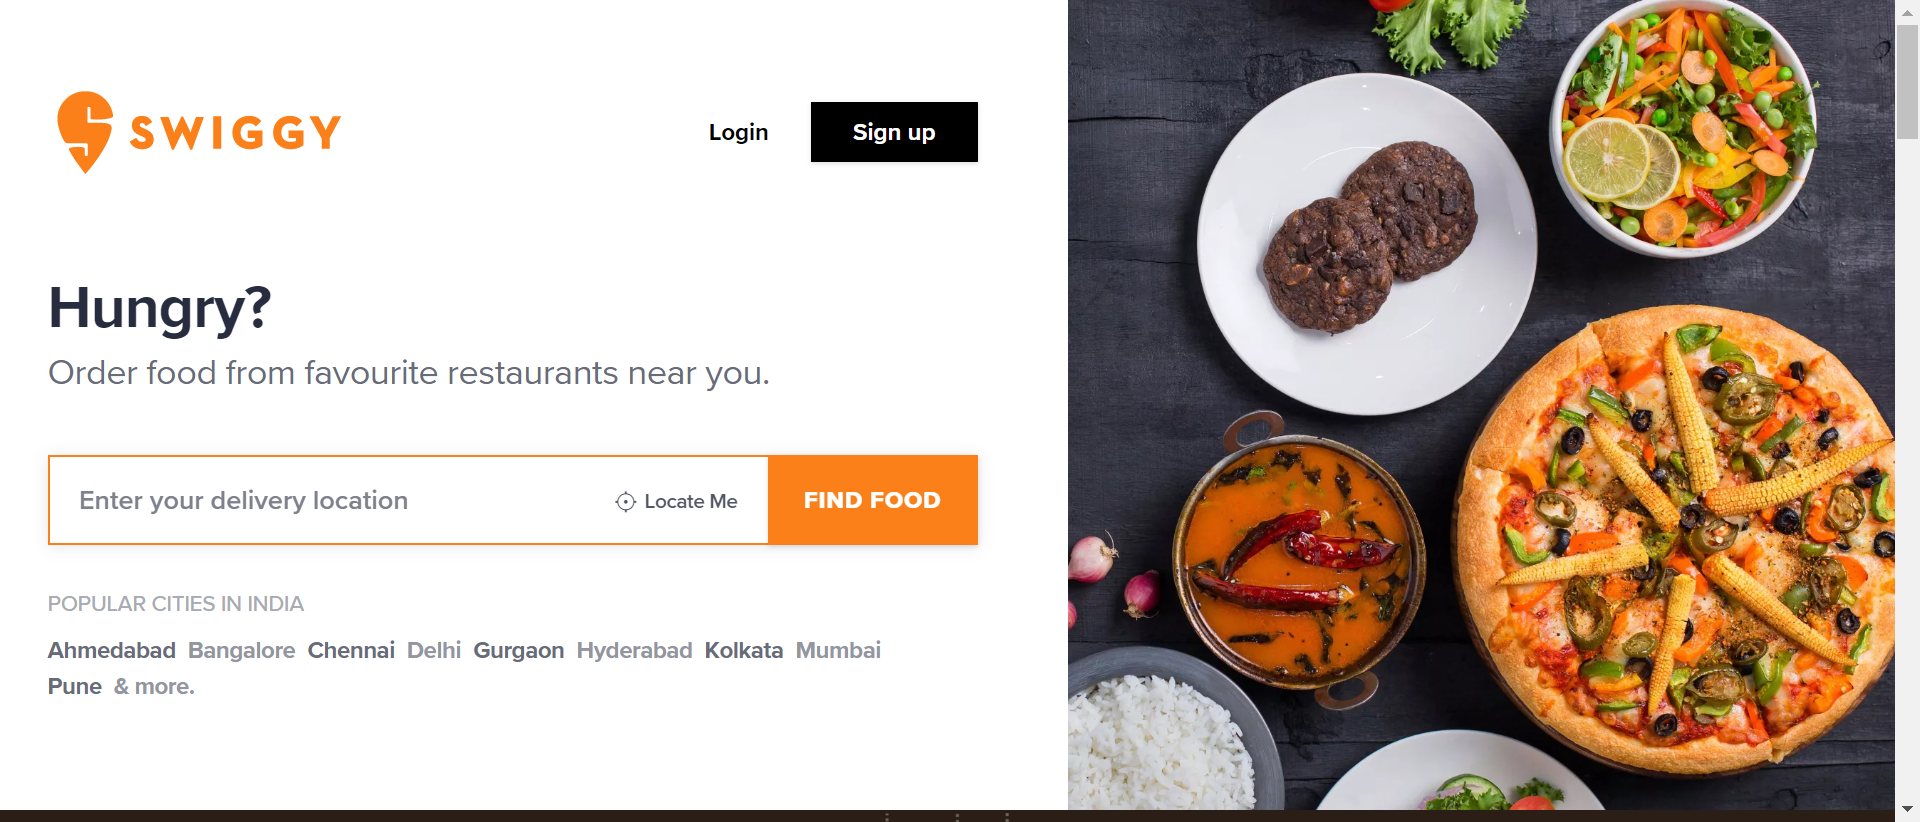 SWIGGY
Login
Sign up
Hungry?
Order food from favourite restaurants near you.
Enter your delivery location
Locate Me
FIND FOOD
POPULAR CITIES IN INDIA
Ahmedabad Bangalore Chennai Delhi Gurgaon Hyderabad Kolkata Mumbai
Pune & more.